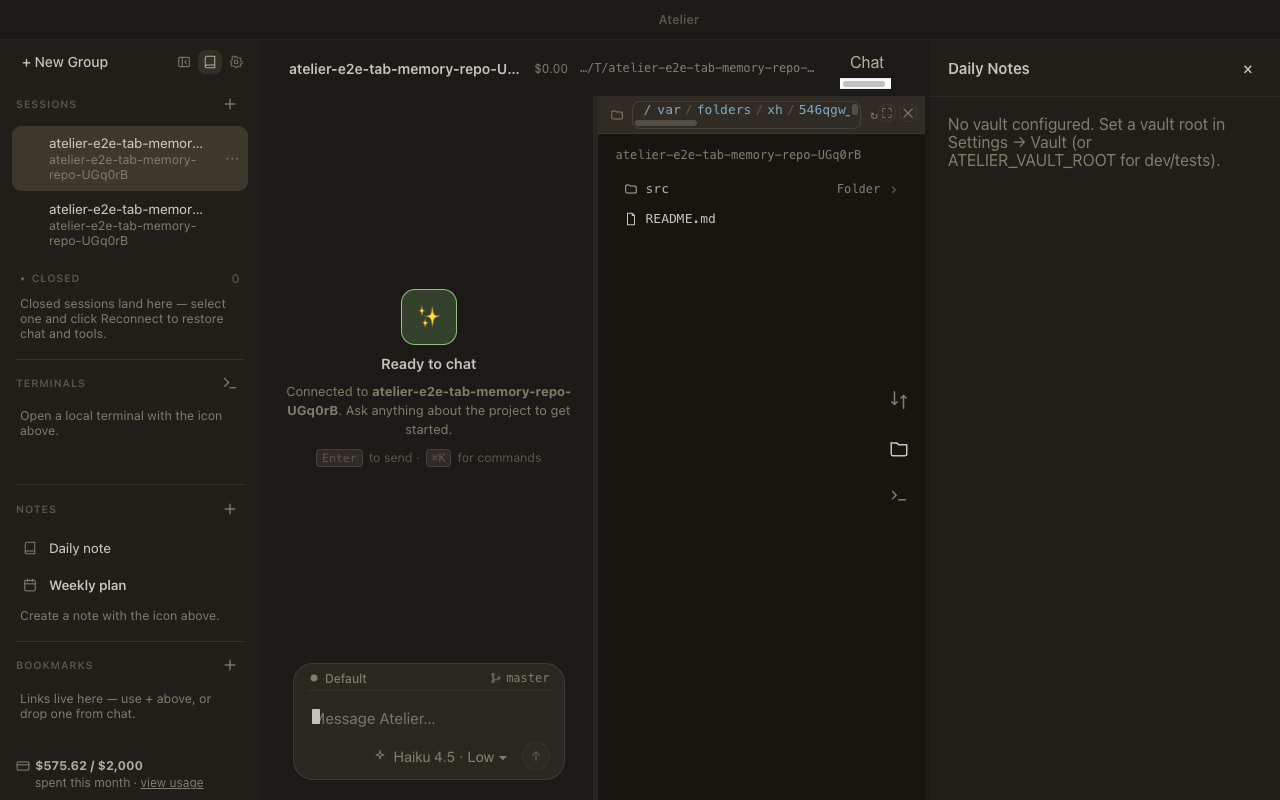 Atelier
+ New Group
SESSIONS
atelier-e2e-tab-memor...
atelier-e2e-tab-memory-
repo-UGq0rB
atelier-e2e-tab-memor...
atelier-e2e-tab-memory-
repo-UGq0rB
CLOSED 0
Closed sessions land here — select
one and click Reconnect to restore
chat and tools.
TERMINALS
Open a local terminal with the icon
above.
NOTES
Daily note
Weekly plan
Create a note with the icon above.
BOOKMARKS
Links live here — use + above, or
drop one from chat.
$575.62 / $2,000
spent this month · view usage
atelier-e2e-tab-memory-repo-U... $0.00 …/T/atelier-e2e-tab-memory-repo-…
Chat
Ready to chat
Connected to atelier-e2e-tab-memory-repo-
UGq0rB. Ask anything about the project to get
started.
Enter to send · ⌘K for commands
Default master
Message Atelier...
Haiku 4.5 · Low
/ var / folders / xh / 546qgw_
atelier-e2e-tab-memory-repo-UGq0rB
src Folder
README.md
Daily Notes
No vault configured. Set a vault root in
Settings → Vault (or
ATELIER_VAULT_ROOT for dev/tests).